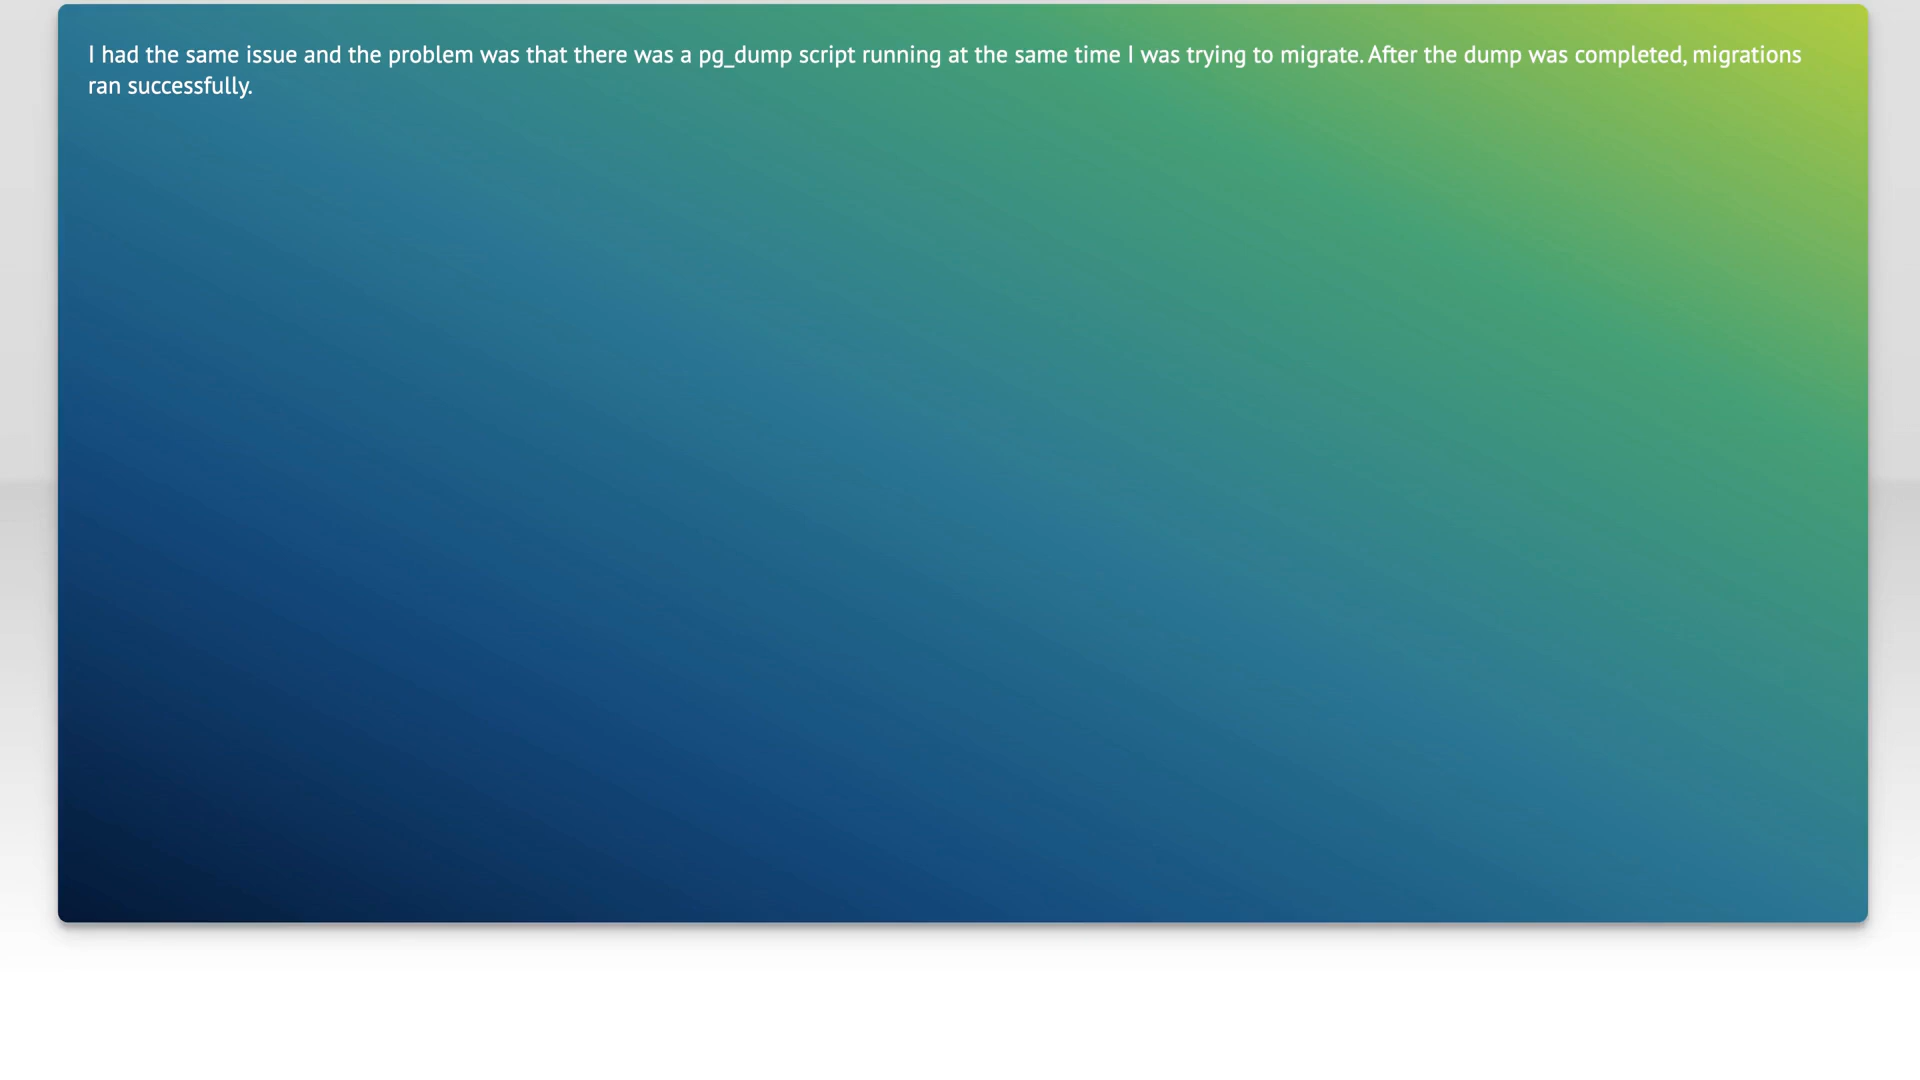 I had the same issue and the problem was that there was a pg_dump script running at the same time I was trying to migrate. After the dump was completed, migrations
ran successfully.